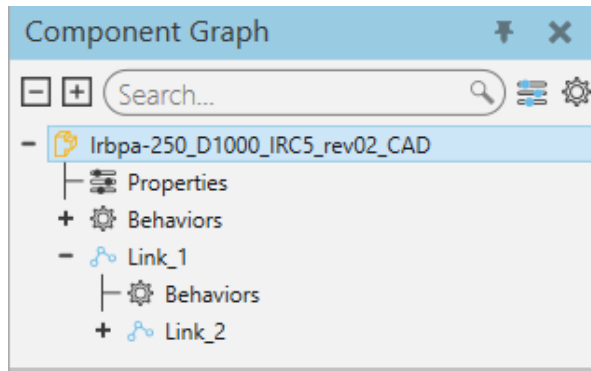 Component Graph
Search...
Irbpa-250_D1000_IRC5_rev02_CAD
Properties
Behaviors
Link_1
Behaviors
Link_2